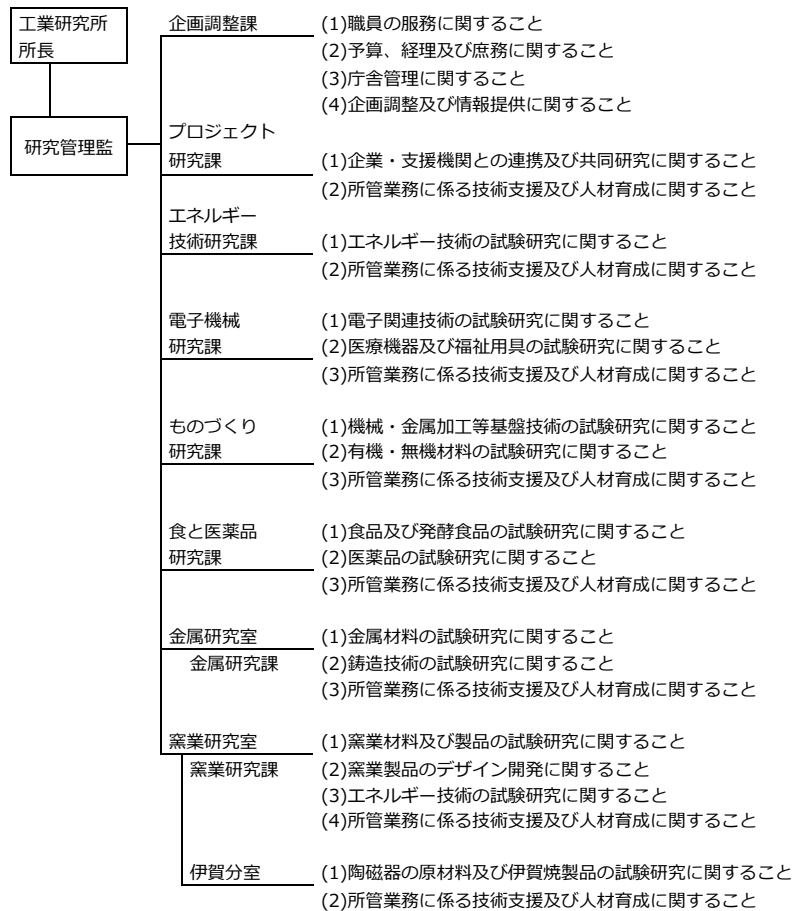 工業研究所
所長
研究管理監
企画調整課 (1)職員の服務に関すること
(2)予算、経理及び庶務に関すること
(3)庁舎管理に関すること
(4)企画調整及び情報提供に関すること
プロジェクト
研究課 (1)企業・支援機関との連携及び共同研究に関すること
(2)所管業務に係る技術支援及び人材育成に関すること
エネルギー
技術研究課 (1)エネルギー技術の試験研究に関すること
(2)所管業務に係る技術支援及び人材育成に関すること
電子機械 (1)電子関連技術の試験研究に関すること
研究課 (2)医療機器及び福祉用具の試験研究に関すること
(3)所管業務に係る技術支援及び人材育成に関すること
ものづくり (1)機械・金属加工等基盤技術の試験研究に関すること
研究課 (2)有機・無機材料の試験研究に関すること
(3)所管業務に係る技術支援及び人材育成に関すること
食と医薬品 (1)食品及び発酵食品の試験研究に関すること
研究課 (2)医薬品の試験研究に関すること
(3)所管業務に係る技術支援及び人材育成に関すること
金属研究室 (1)金属材料の試験研究に関すること
金属研究課 (2)鋳造技術の試験研究に関すること
(3)所管業務に係る技術支援及び人材育成に関すること
窯業研究室 (1)窯業材料及び製品の試験研究に関すること
窯業研究課 (2)窯業製品のデザイン開発に関すること
(3)エネルギー技術の試験研究に関すること
(4)所管業務に係る技術支援及び人材育成に関すること
伊賀分室 (1)陶磁器の原材料及び伊賀焼製品の試験研究に関すること
(2)所管業務に係る技術支援及び人材育成に関すること